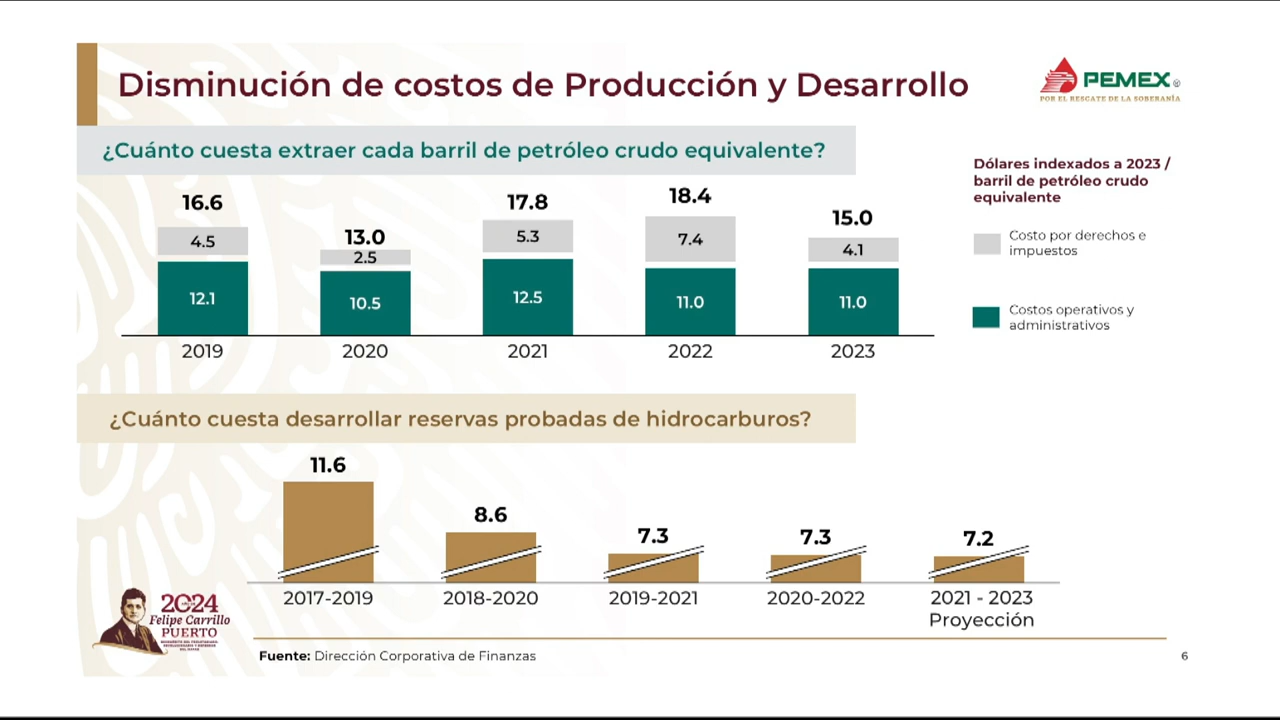 Disminución de costos de Producción y Desarrollo
PEMEX®
POR EL RESCATE DE LA SOBERANÍA
¿Cuánto cuesta extraer cada barril de petróleo crudo equivalente?
Dólares indexados a 2023 /
barril de petróleo crudo
equivalente
Costo por derechos e
impuestos
Costos operativos y
administrativos
16.6
13.0
17.8
18.4
15.0
4.5
2.5
5.3
7.4
4.1
12.1
10.5
12.5
11.0
11.0
2019
2020
2021
2022
2023
¿Cuánto cuesta desarrollar reservas probadas de hidrocarburos?
11.6
8.6
7.3
7.3
7.2
2017-2019
2018-2020
2019-2021
2020-2022
2021 - 2023
Proyección
2024
Felipe Carrillo
PUERTO
Fuente: Dirección Corporativa de Finanzas
6